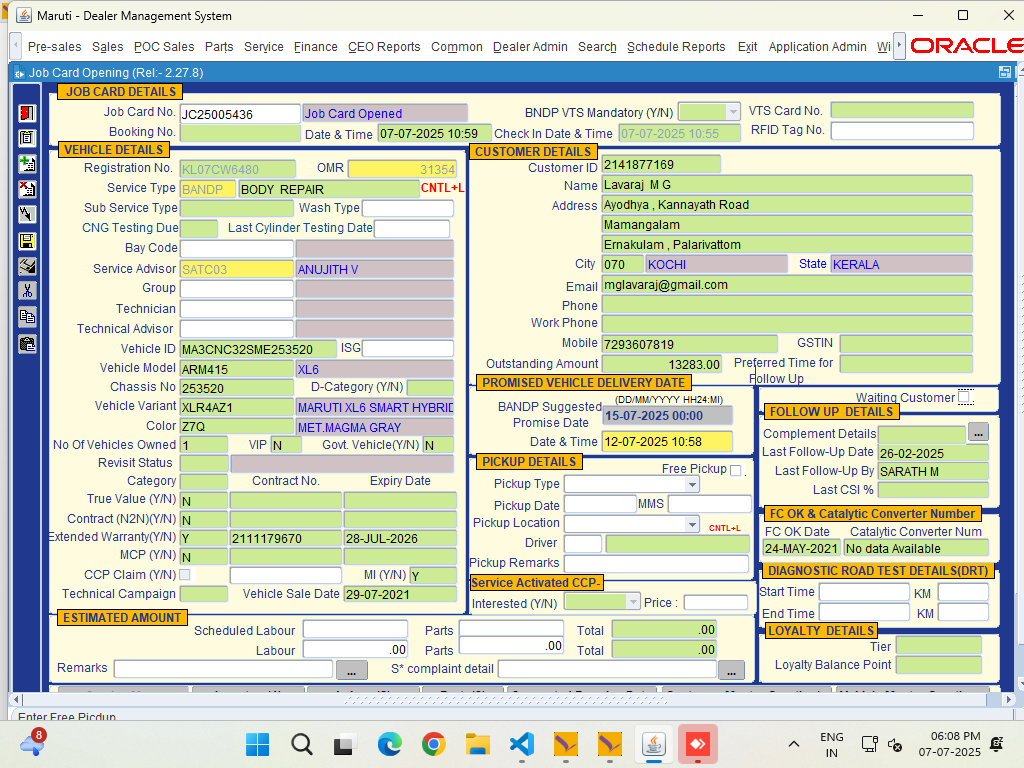 Maruti - Dealer Management System
Pre-sales Sales POC Sales Parts Service Finance CEO Reports Common Dealer Admin Search Schedule Reports Exit Application Admin Wi ORACLE
Job Card Opening (Rel:- 2.27.8)
JOB CARD DETAILS
Job Card No. JC25005436 Job Card Opened BNDP VTS Mandatory (Y/N) VTS Card No.
Booking No. Date & Time 07-07-2025 10:59 Check In Date & Time 07-07-2025 10:55 RFID Tag No.
VEHICLE DETAILS
Registration No. KL07CW6480 OMR 31354
Service Type BANDP BODY REPAIR CNTL+L
Sub Service Type Wash Type
CNG Testing Due Last Cylinder Testing Date
Bay Code
Service Advisor SATC03 ANUJITH V
Group
Technician
Technical Advisor
Vehicle ID MA3CNC32SME253520 ISG
Vehicle Model ARM415 XL6
Chassis No 253520 D-Category (Y/N)
Vehicle Variant XLR4AZ1 MARUTI XL6 SMART HYBRID
Color Z7Q MET.MAGMA GRAY
No Of Vehicles Owned 1 VIP N Govt. Vehicle(Y/N) N
Revisit Status
Category Contract No. Expiry Date
True Value (Y/N) N
Contract (N2N)(Y/N) N
Extended Warranty(Y/N) Y 2111179670 28-JUL-2026
MCP (Y/N) N
CCP Claim (Y/N) MI (Y/N) Y
Technical Campaign Vehicle Sale Date 29-07-2021
CUSTOMER DETAILS
Customer ID 2141877169
Name Lavaraj M G
Address Ayodhya , Kannayath Road
Mamangalam
Ernakulam , Palarivattom
City 070 KOCHI State KERALA
Email mglavaraj@gmail.com
Phone
Work Phone
Mobile 7293607819 GSTIN
Outstanding Amount 13283.00 Preferred Time for
Follow Up
PROMISED VEHICLE DELIVERY DATE
(DD/MM/YYYY HH24:MI)
BANDP Suggested
Promise Date 15-07-2025 00:00
Date & Time 12-07-2025 10:58
PICKUP DETAILS
Free Pickup .
Pickup Type
Pickup Date MMS
Pickup Location CNTL+L
Driver
Pickup Remarks
Service Activated CCP-
Interested (Y/N) Price :
Waiting Customer
FOLLOW UP DETAILS
Complement Details ...
Last Follow-Up Date 26-02-2025
Last Follow-Up By SARATH M
Last CSI %
FC OK & Catalytic Converter Number
FC OK Date Catalytic Converter Num
24-MAY-2021 No data Available
DIAGNOSTIC ROAD TEST DETAILS(DRT)
Start Time KM
End Time KM
LOYALTY DETAILS
Tier
Loyalty Balance Point
ESTIMATED AMOUNT
Scheduled Labour Parts Total .00
Labour .00 Parts .00 Total .00
Remarks ... S* complaint detail ...
Enter Free Picdup
8
ENG
IN
06:08 PM
07-07-2025